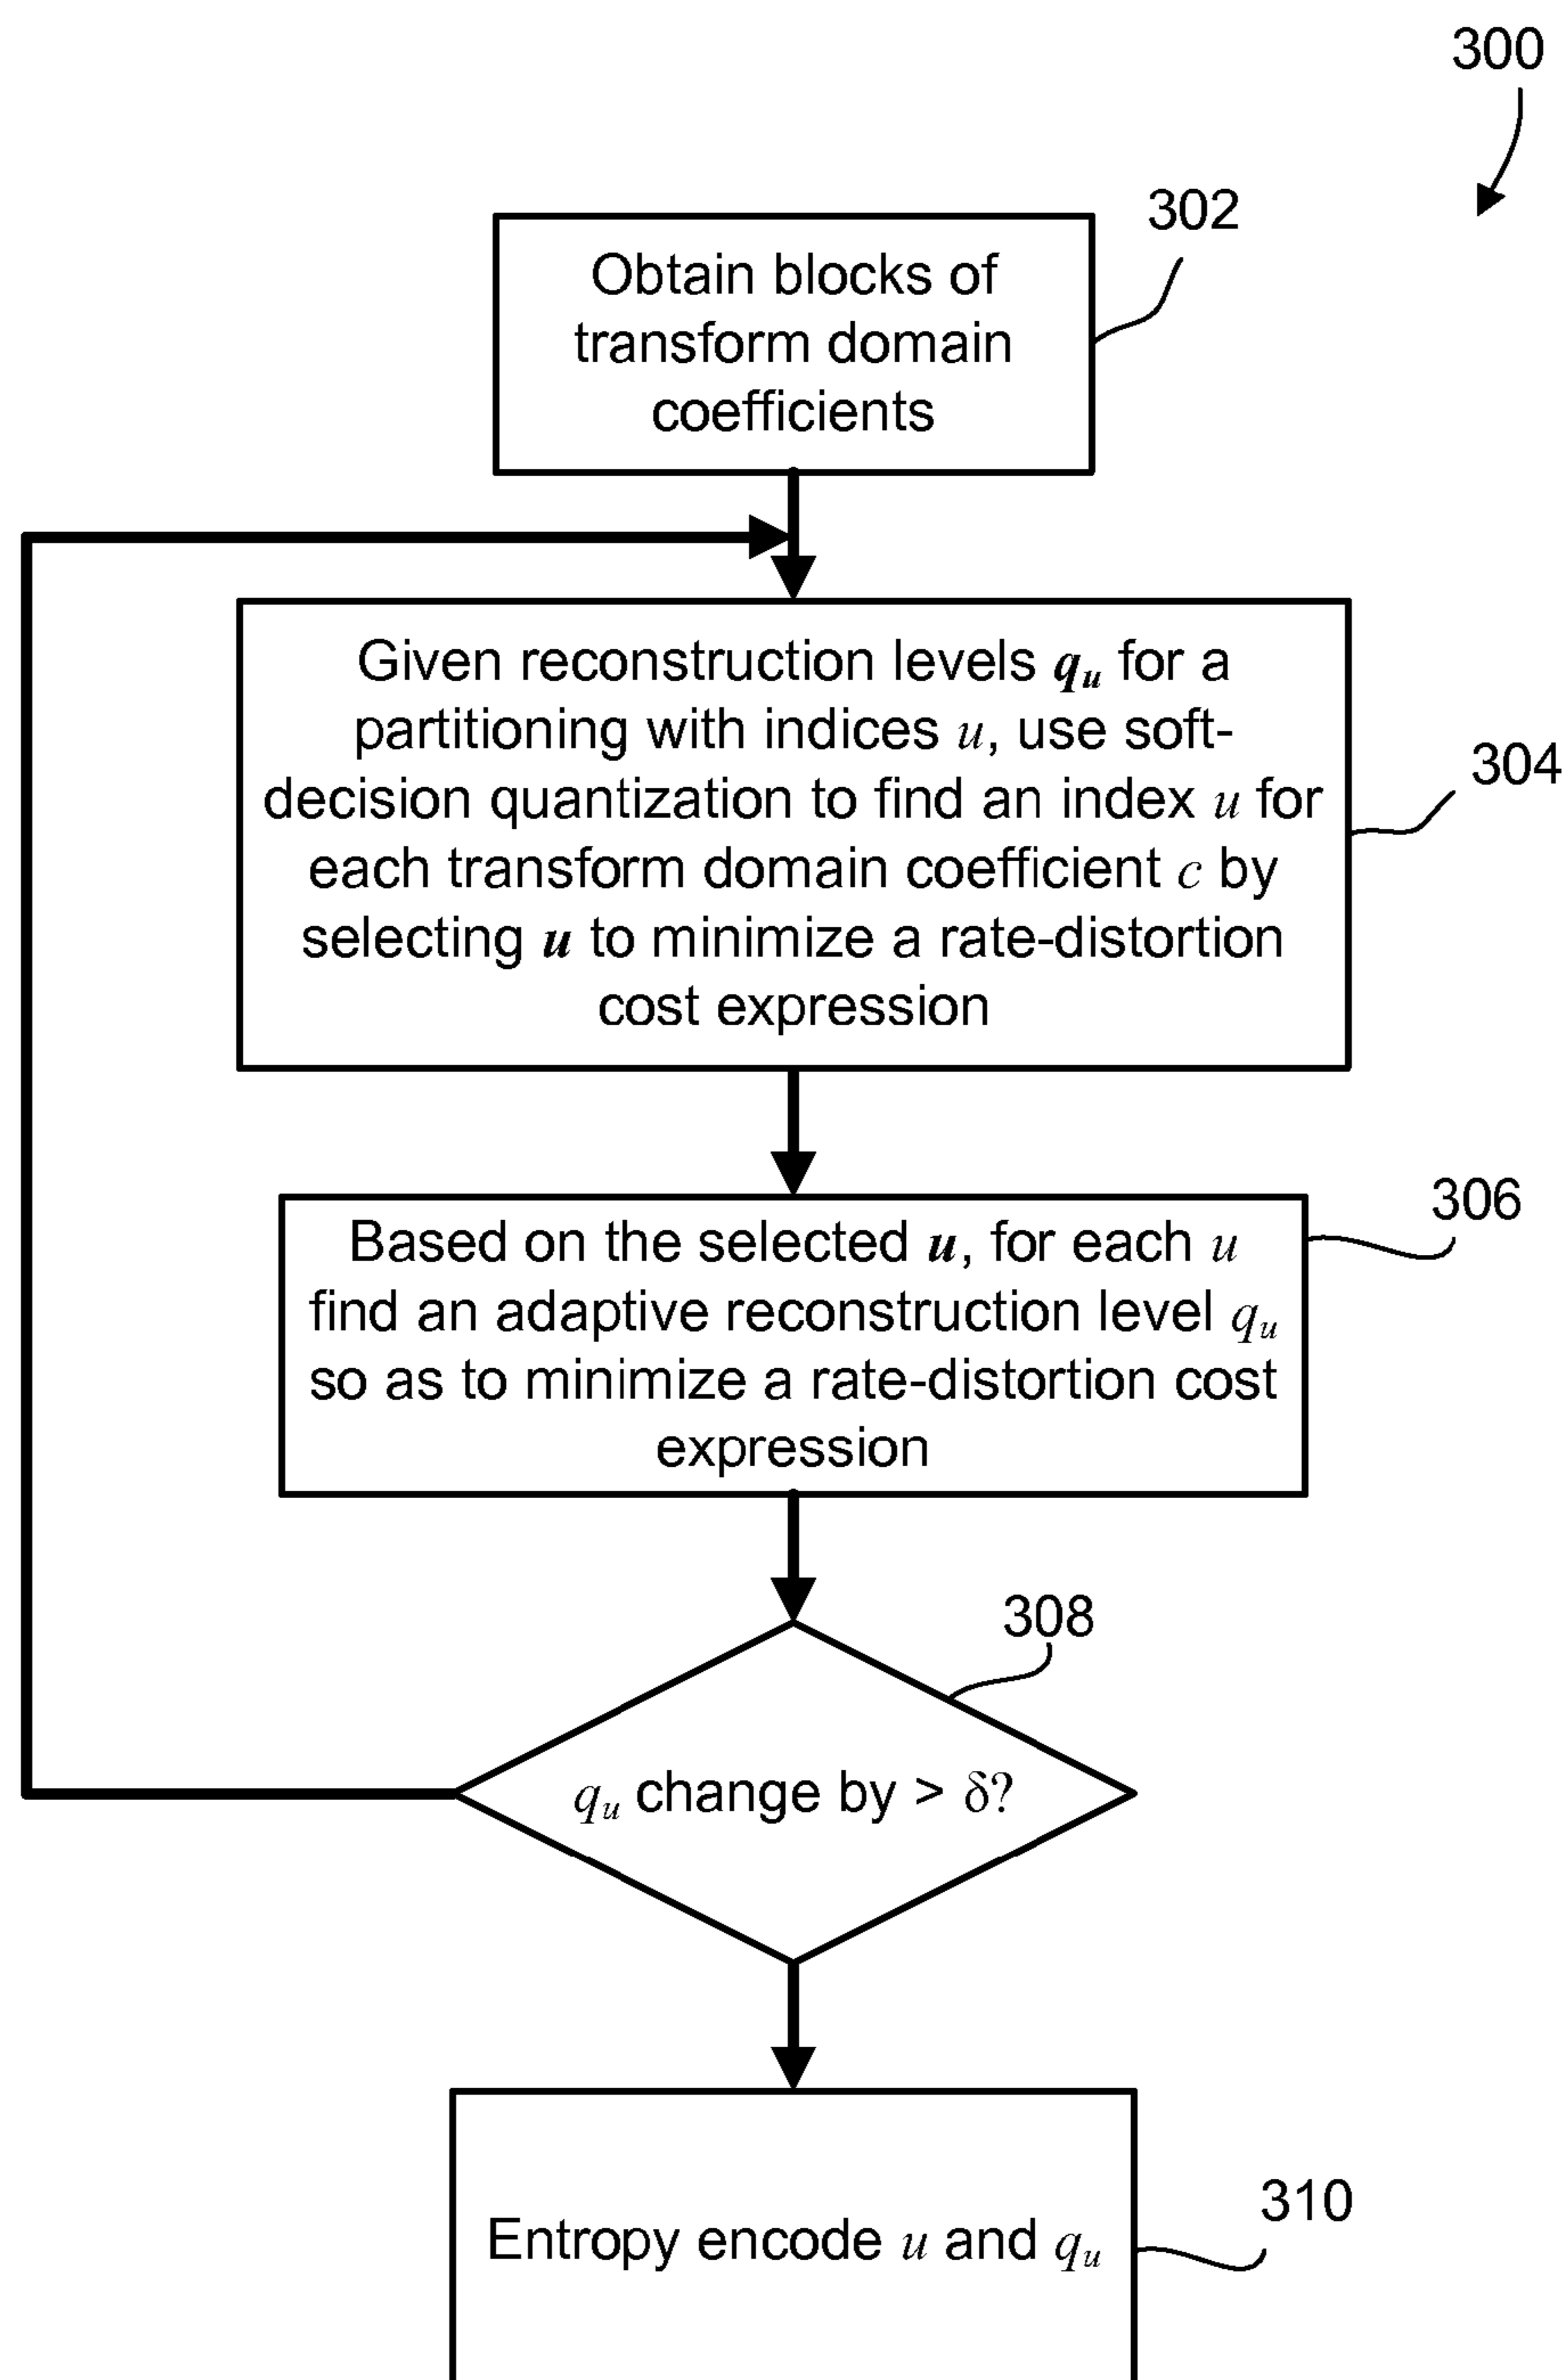 300
302
Obtain blocks of
transform domain
coefficients
Given reconstruction levels qu for a
partitioning with indices u, use soft-
decision quantization to find an index u for
each transform domain coefficient c by
selecting u to minimize a rate-distortion
cost expression
304
306
Based on the selected u, for each u
find an adaptive reconstruction level qu
so as to minimize a rate-distortion cost
expression
308
qu change by > δ?
310
Entropy encode u and qu